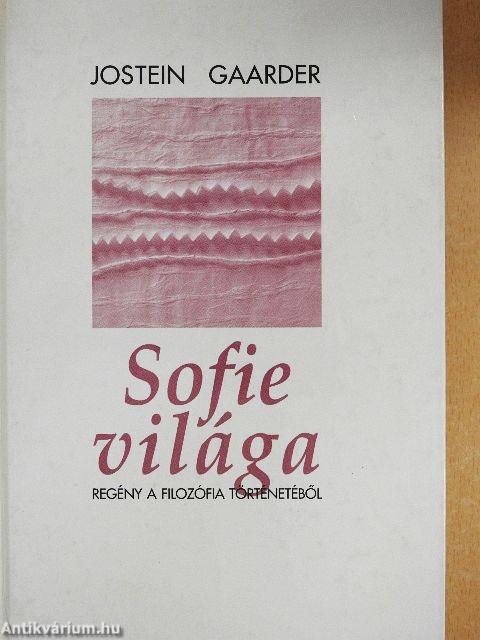 JOSTEIN GAARDER
Sofie
világa
REGÉNY A FILOZÓFIA TÖRTÉNETÉBŐL
Antikvárium.hu